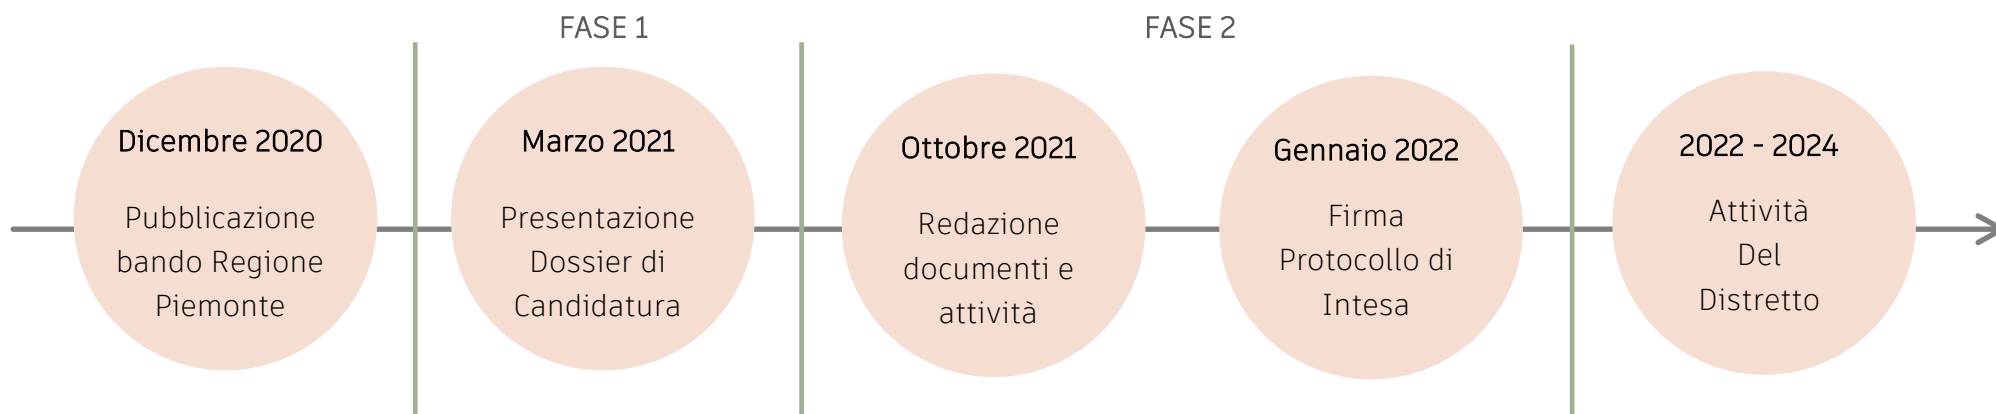 FASE 1
FASE 2
Dicembre 2020
Pubblicazione
bando Regione
Piemonte
Marzo 2021
Presentazione
Dossier di
Candidatura
Ottobre 2021
Redazione
documenti e
attività
Gennaio 2022
Firma
Protocollo di
Intesa
2022 - 2024
Attività
Del
Distretto